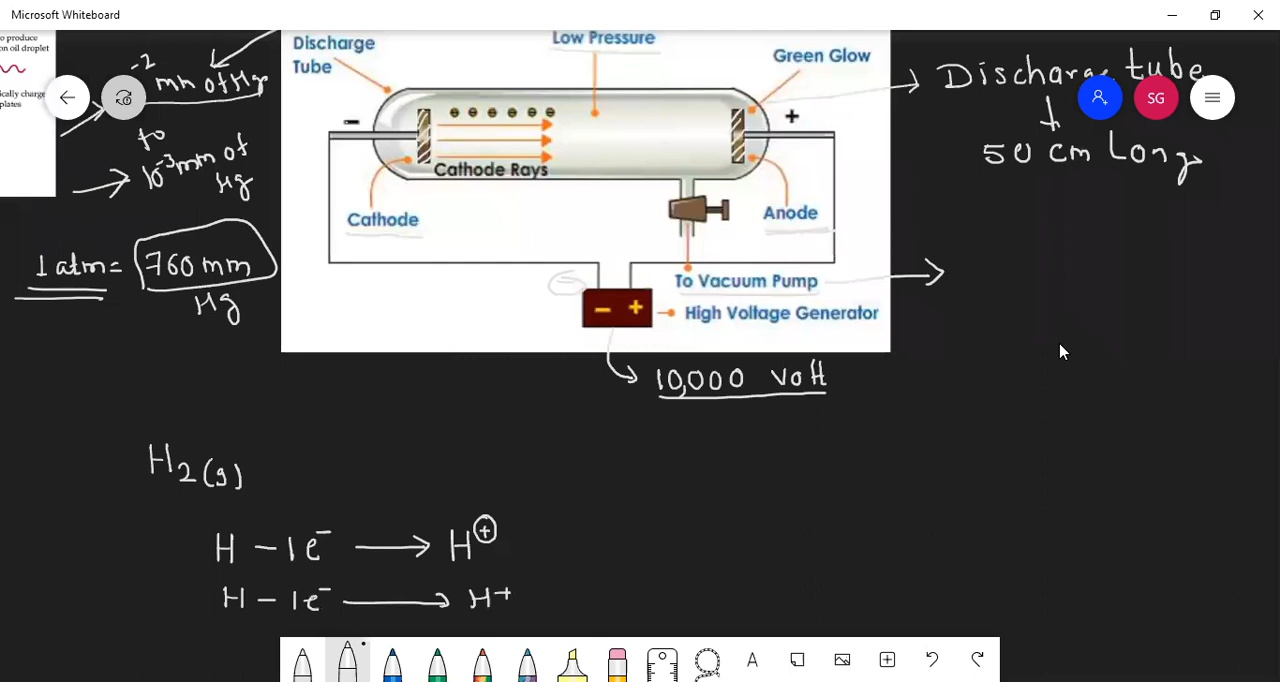 Microsoft Whiteboard
o produce
on oil droplet
ically charge
plates
-2
mm of Hg
to
10-3 mm of
Hg
1 atm = 760 mm
Hg
Discharge
Tube
Low Pressure
Green Glow
-
+
Cathode Rays
Cathode
Anode
To Vacuum Pump
- +
High Voltage Generator
10,000 volt
Discharge tube
50 cm Long
SG
H2(g)
H - 1e- → H+
H - 1e- → H+
A